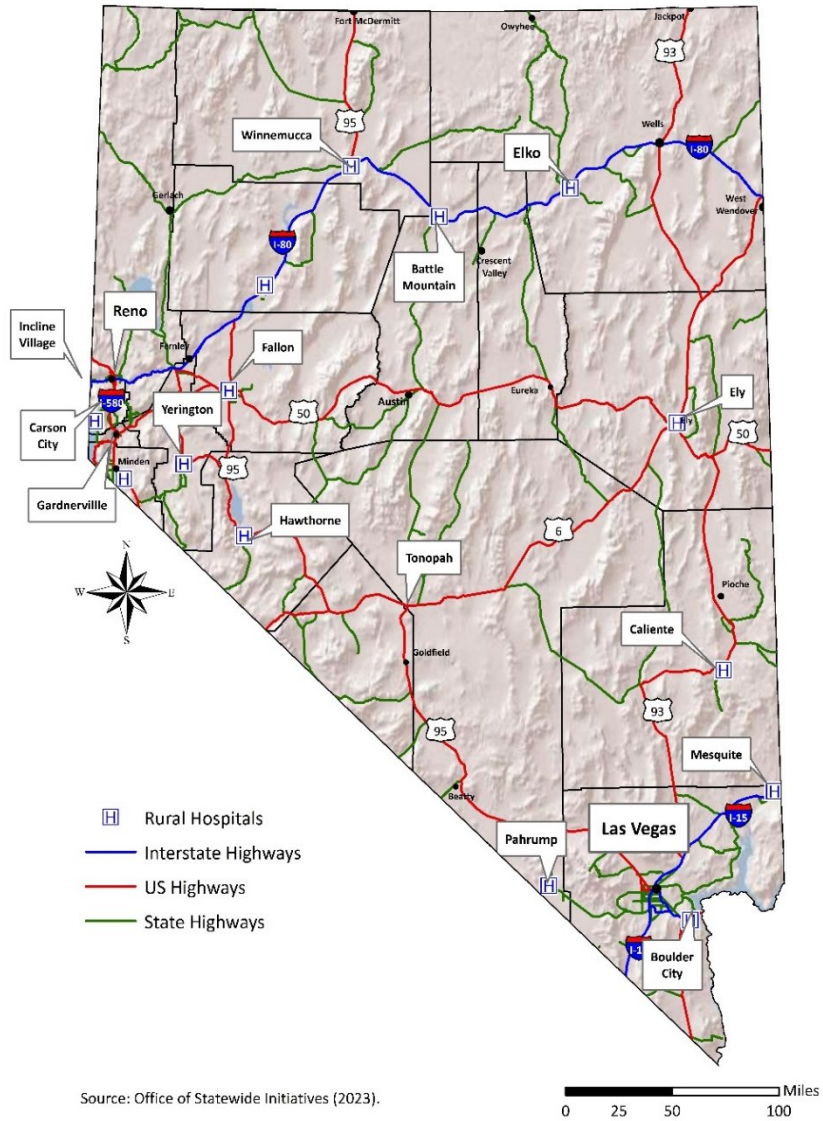 Fort McDermitt
Owyhee
Jackpot
93
95
Winnemucca
Elko
Wells
I-80
Gerlach
West
Wendover
I-80
Battle
Mountain
Crescent
Valley
Incline
Village
Reno
Fernley
Fallon
I-580
Carson
City
Yerington
50
Austin
Eureka
Ely
50
Minden
95
Gardnervillle
Hawthorne
6
N
W
E
S
Tonopah
Pioche
Caliente
Goldfield
93
95
Mesquite
Beatty
I-15
Las Vegas
Pahrump
Boulder
City
H Rural Hospitals
Interstate Highways
US Highways
State Highways
Source: Office of Statewide Initiatives (2023).
Miles
0 25 50 100